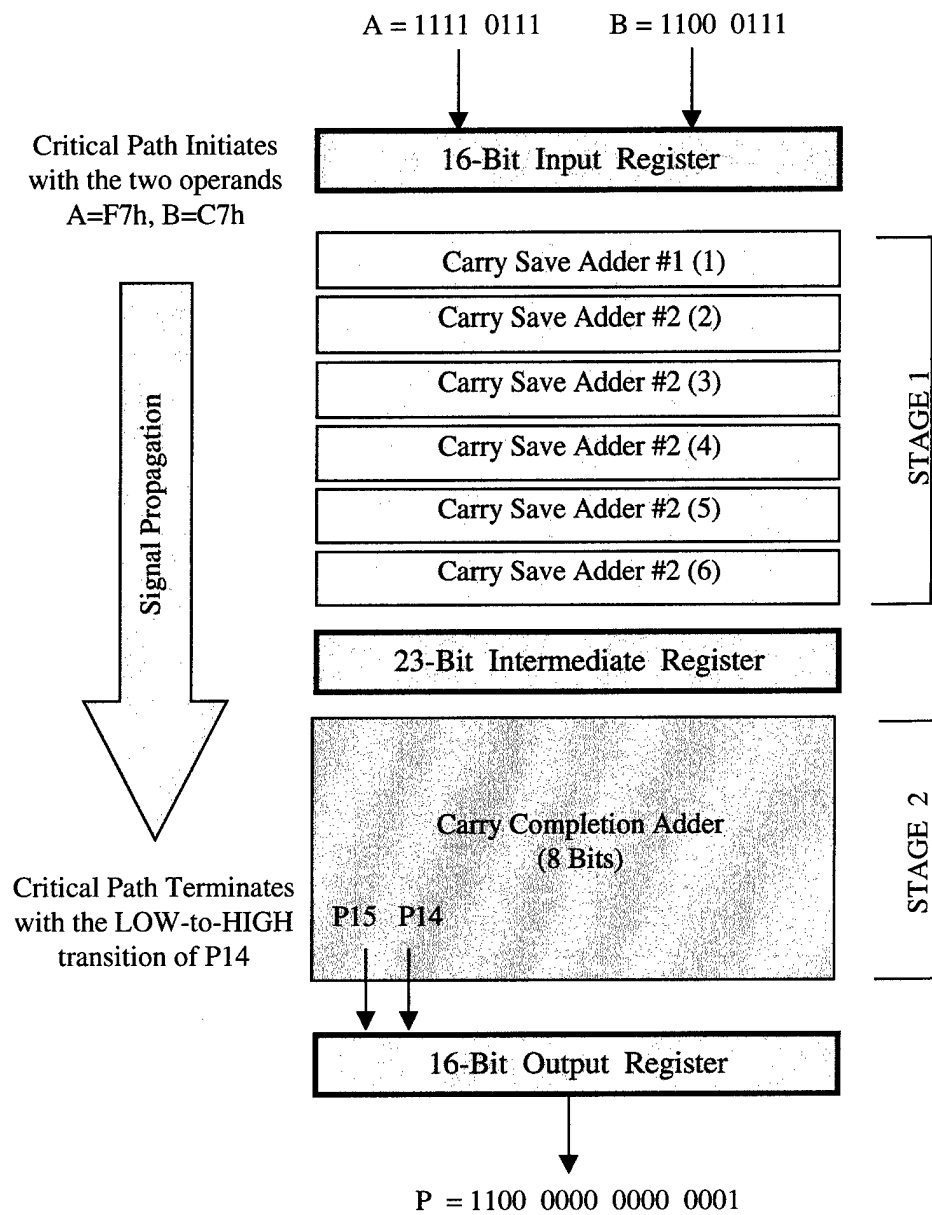 A = 1111 0111 B = 1100 0111
Critical Path Initiates
with the two operands
A=F7h, B=C7h
16-Bit Input Register
Carry Save Adder #1 (1)
Carry Save Adder #2 (2)
Carry Save Adder #2 (3)
Carry Save Adder #2 (4)
Carry Save Adder #2 (5)
Carry Save Adder #2 (6)
STAGE 1
Signal Propagation
23-Bit Intermediate Register
Carry Completion Adder
(8 Bits)
STAGE 2
Critical Path Terminates
with the LOW-to-HIGH
transition of P14
P15 P14
16-Bit Output Register
P = 1100 0000 0000 0001